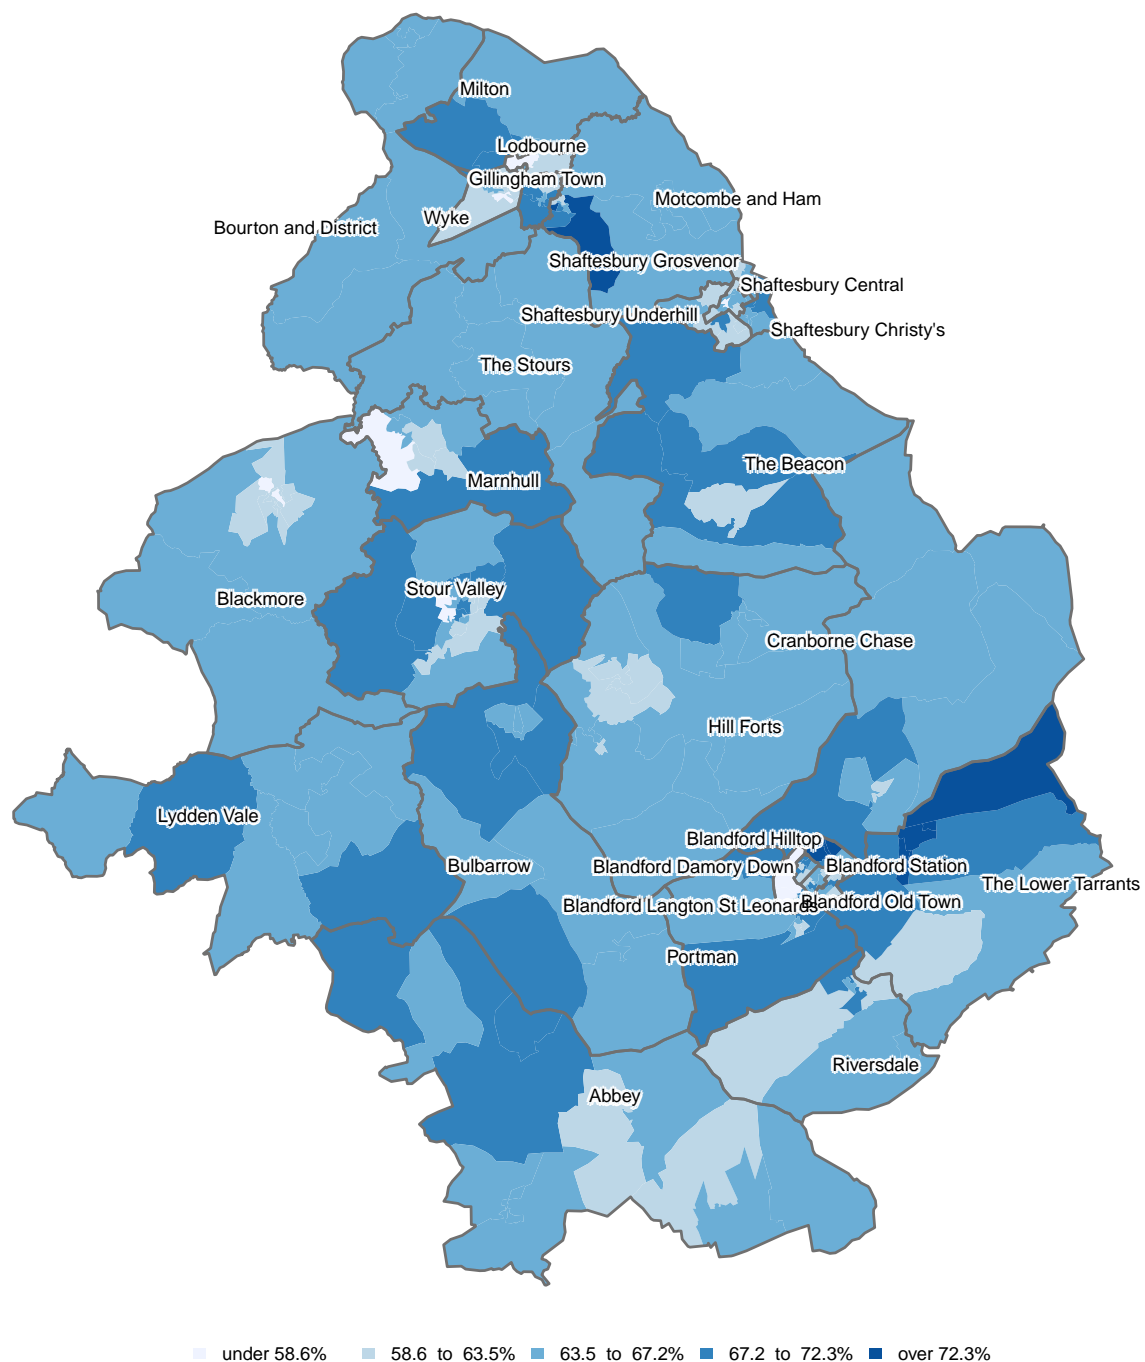 Milton
Lodbourne
Gillingham Town
Motcombe and Ham
Wyke
Bourton and District
Shaftesbury Grosvenor
Shaftesbury Central
Shaftesbury Underhill
Shaftesbury Christy's
The Stours
The Beacon
Marnhull
Stour Valley
Blackmore
Cranborne Chase
Hill Forts
Lydden Vale
Blandford Hilltop
Bulbarrow
Blandford Damory Down
Blandford Station
The Lower Tarrants
Blandford Langton St Leonards
Blandford Old Town
Portman
Riversdale
Abbey
under 58.6% 58.6 to 63.5% 63.5 to 67.2% 67.2 to 72.3% over 72.3%